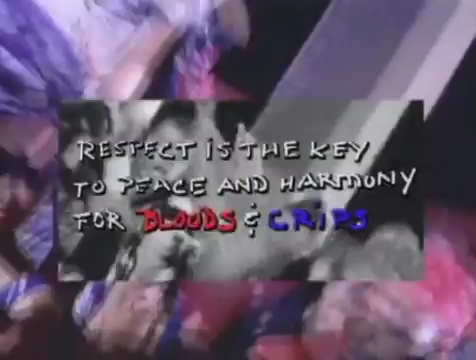 RESPECT iS THE KEY
TO PEACE AND HARMONY
FOR BLOODS & CRIPS